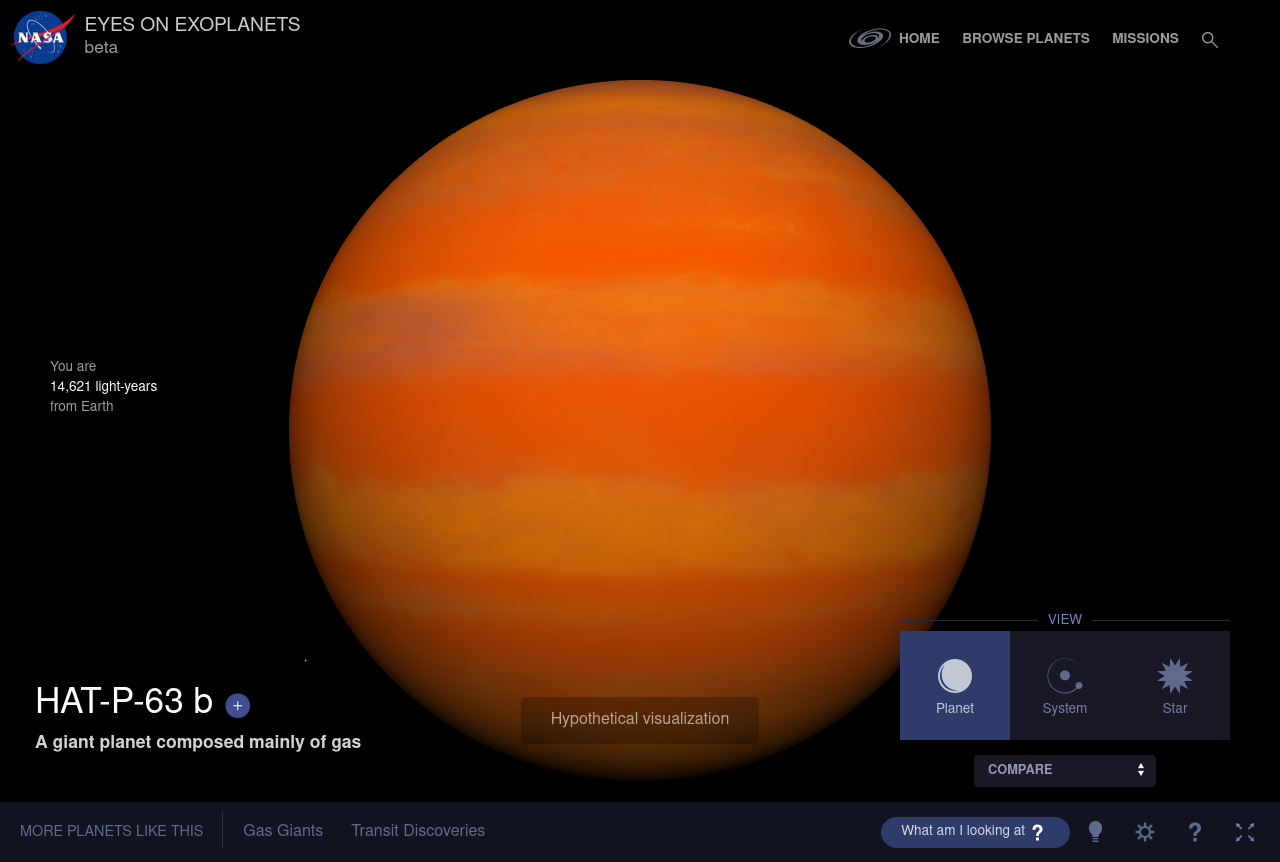 NASA
EYES ON EXOPLANETS
beta
HOME
BROWSE PLANETS
MISSIONS
You are
14,621 light-years
from Earth
HAT-P-63 b +
A giant planet composed mainly of gas
Hypothetical visualization
VIEW
Planet
System
Star
COMPARE
MORE PLANETS LIKE THIS
Gas Giants
Transit Discoveries
What am I looking at ?
?